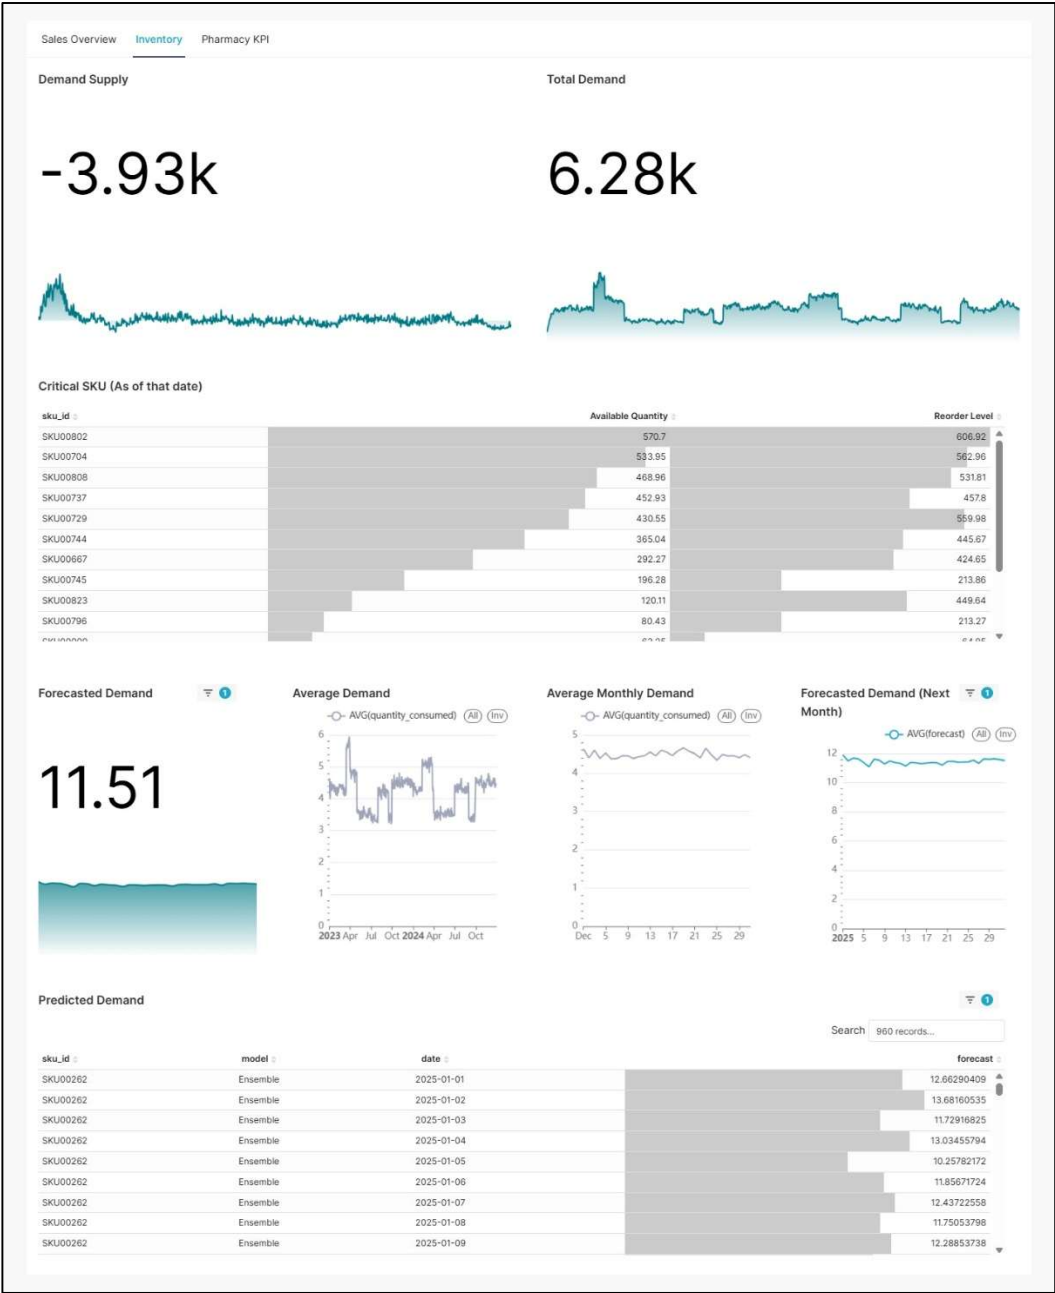 Sales Overview Inventory Pharmacy KPI
Demand Supply
-3.93k
Total Demand
6.28k
Critical SKU (As of that date)
sku_id Available Quantity Reorder Level
SKU00802 570.7 606.92
SKU00704 533.95 562.96
SKU00808 468.96 531.81
SKU00737 452.93 457.8
SKU00729 430.55 559.98
SKU00744 365.04 445.67
SKU00667 292.27 424.65
SKU00745 196.28 213.86
SKU00823 120.11 449.64
SKU00796 80.43 213.27
Forecasted Demand 1
11.51
Average Demand
AVG(quantity_consumed) All Inv
6
5
4
3
2
1
0
2023 Apr Jul Oct 2024 Apr Jul Oct
Average Monthly Demand
AVG(quantity_consumed) All Inv
5
4
3
2
1
0
Dec 5 9 13 17 21 25 29
Forecasted Demand (Next 1
Month)
AVG(forecast) All Inv
12
10
8
6
4
2
0
2025 5 9 13 17 21 25 29
Predicted Demand 1
Search 960 records...
sku_id model date forecast
SKU00262 Ensemble 2025-01-01 12.66290409
SKU00262 Ensemble 2025-01-02 13.68160535
SKU00262 Ensemble 2025-01-03 11.72916825
SKU00262 Ensemble 2025-01-04 13.03455794
SKU00262 Ensemble 2025-01-05 10.25782172
SKU00262 Ensemble 2025-01-06 11.85671724
SKU00262 Ensemble 2025-01-07 12.43722558
SKU00262 Ensemble 2025-01-08 11.75053798
SKU00262 Ensemble 2025-01-09 12.28853738